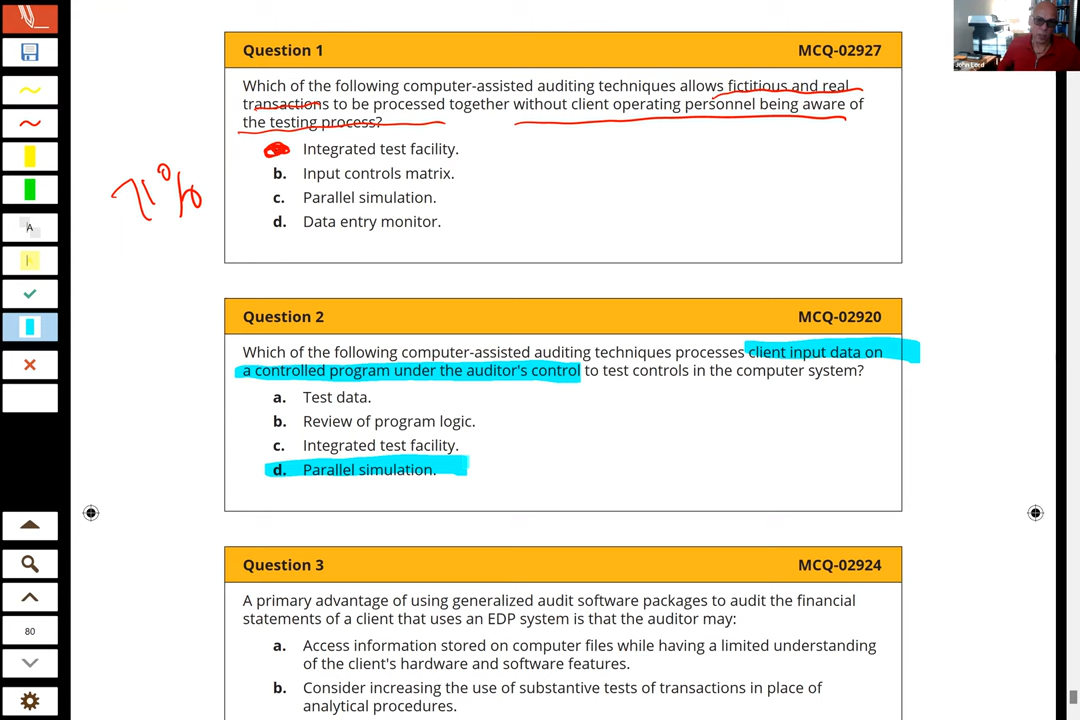 John Lord
Question 1 MCQ-02927
Which of the following computer-assisted auditing techniques allows fictitious and real
transactions to be processed together without client operating personnel being aware of
the testing process?
Integrated test facility.
b. Input controls matrix.
c. Parallel simulation.
d. Data entry monitor.
71%
Question 2 MCQ-02920
Which of the following computer-assisted auditing techniques processes client input data on
a controlled program under the auditor's control to test controls in the computer system?
a. Test data.
b. Review of program logic.
c. Integrated test facility.
d. Parallel simulation.
Question 3 MCQ-02924
A primary advantage of using generalized audit software packages to audit the financial
statements of a client that uses an EDP system is that the auditor may:
a. Access information stored on computer files while having a limited understanding
of the client's hardware and software features.
b. Consider increasing the use of substantive tests of transactions in place of
analytical procedures.
A
80